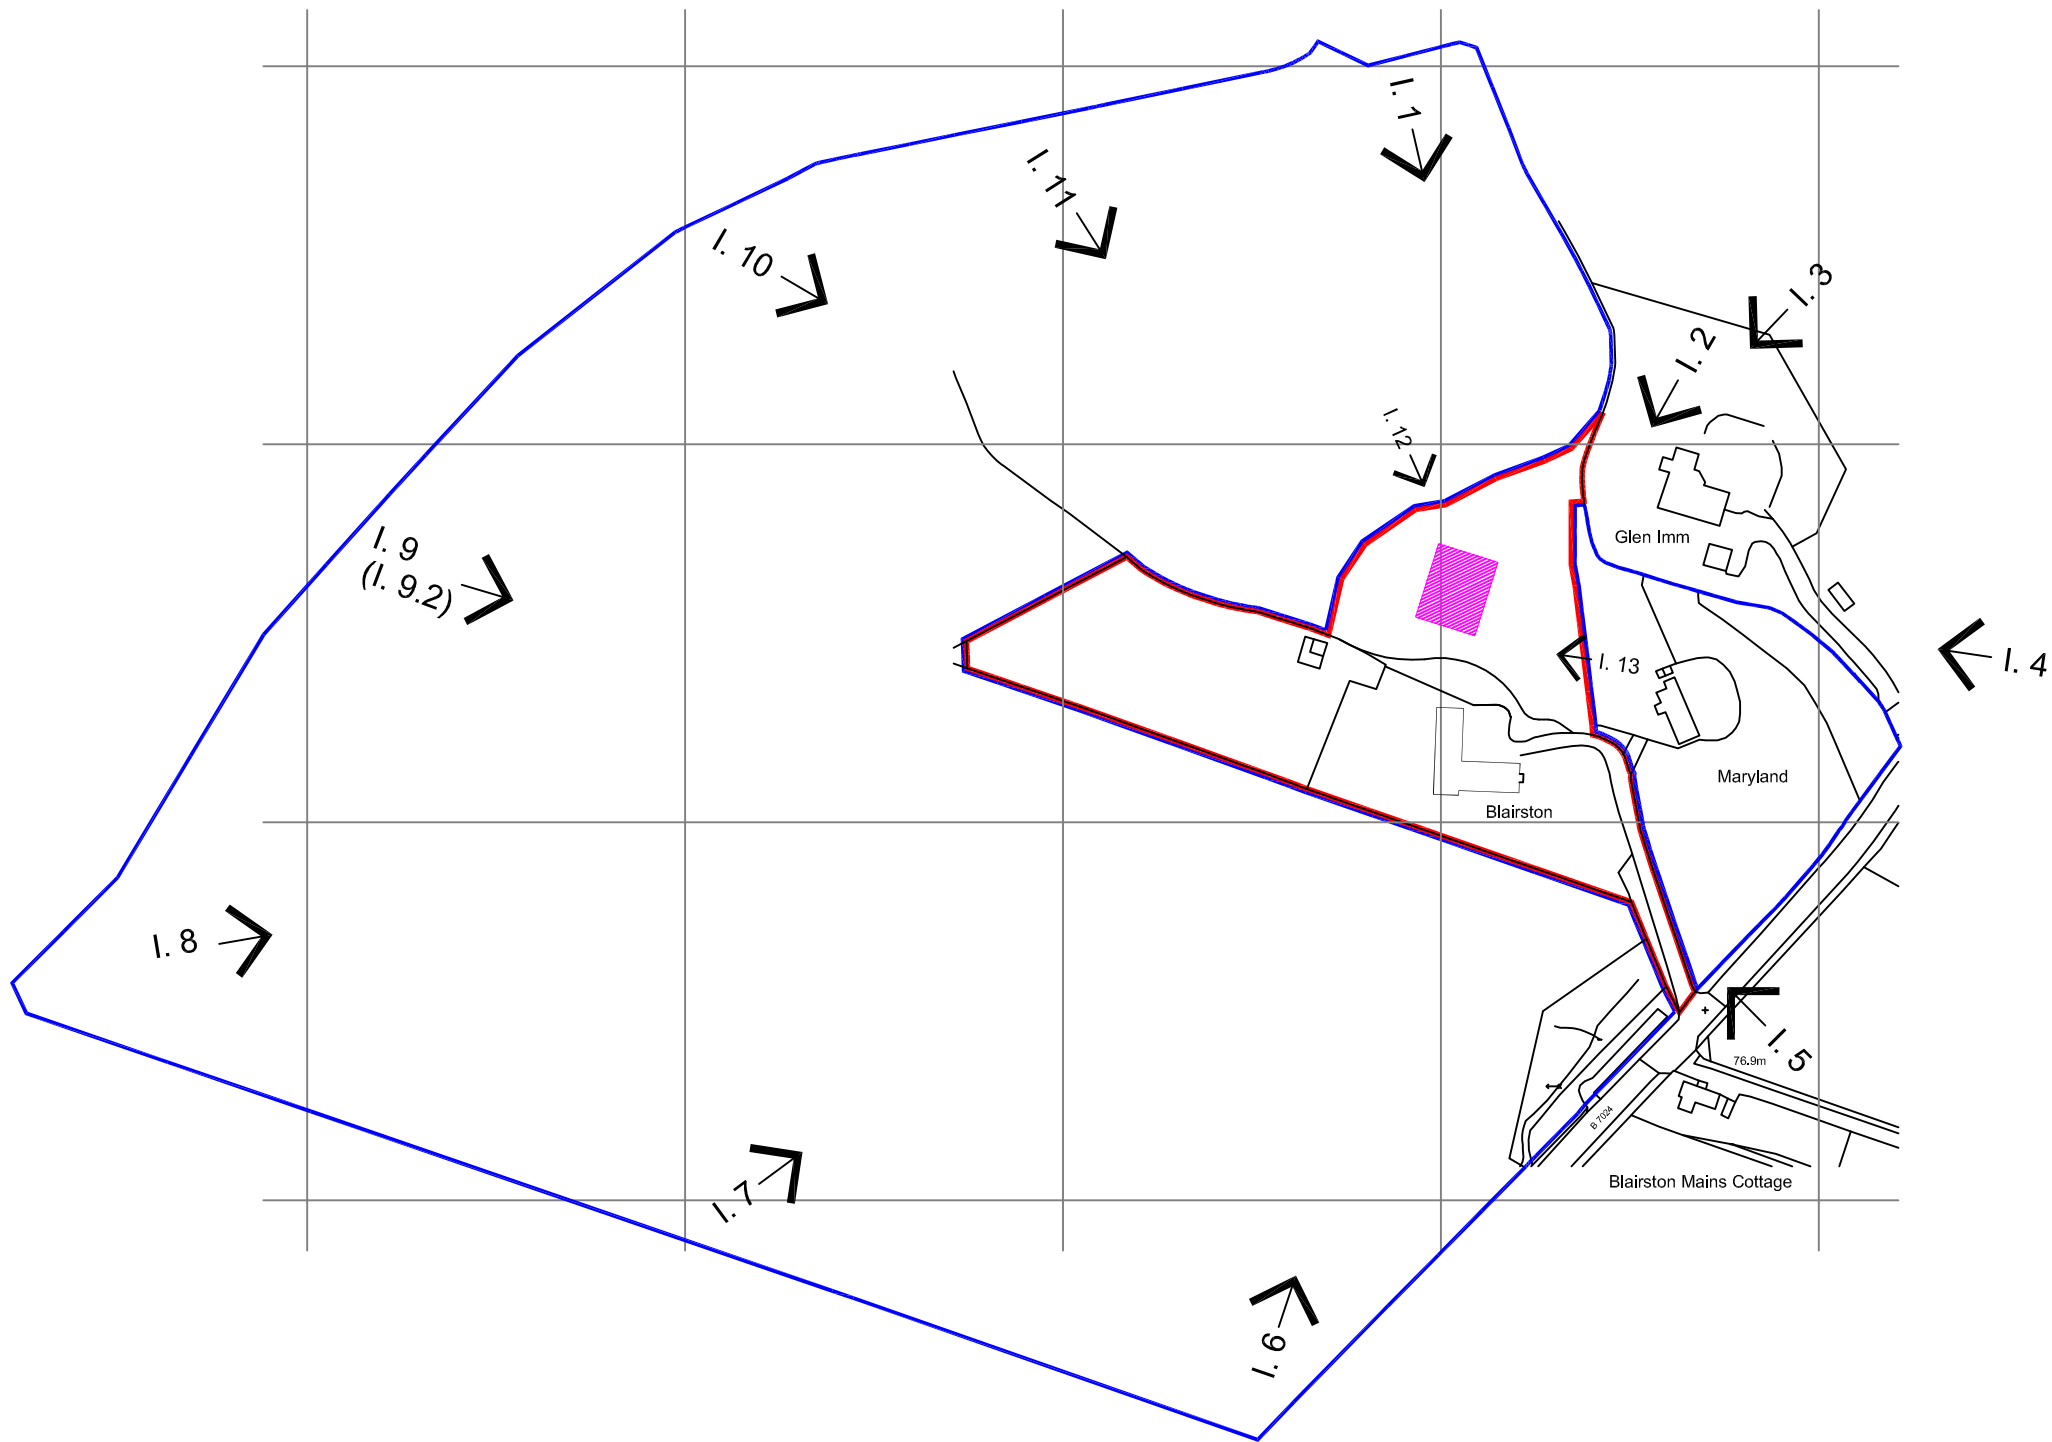 I. 1
I. 11
I. 10
I. 3
I. 2
I. 12
I. 9
(I. 9.2)
Glen Imm
I. 13
I. 4
Maryland
Blairston
I. 8
I. 5
76.9m
B 7024
Blairston Mains Cottage
I. 7
I. 6